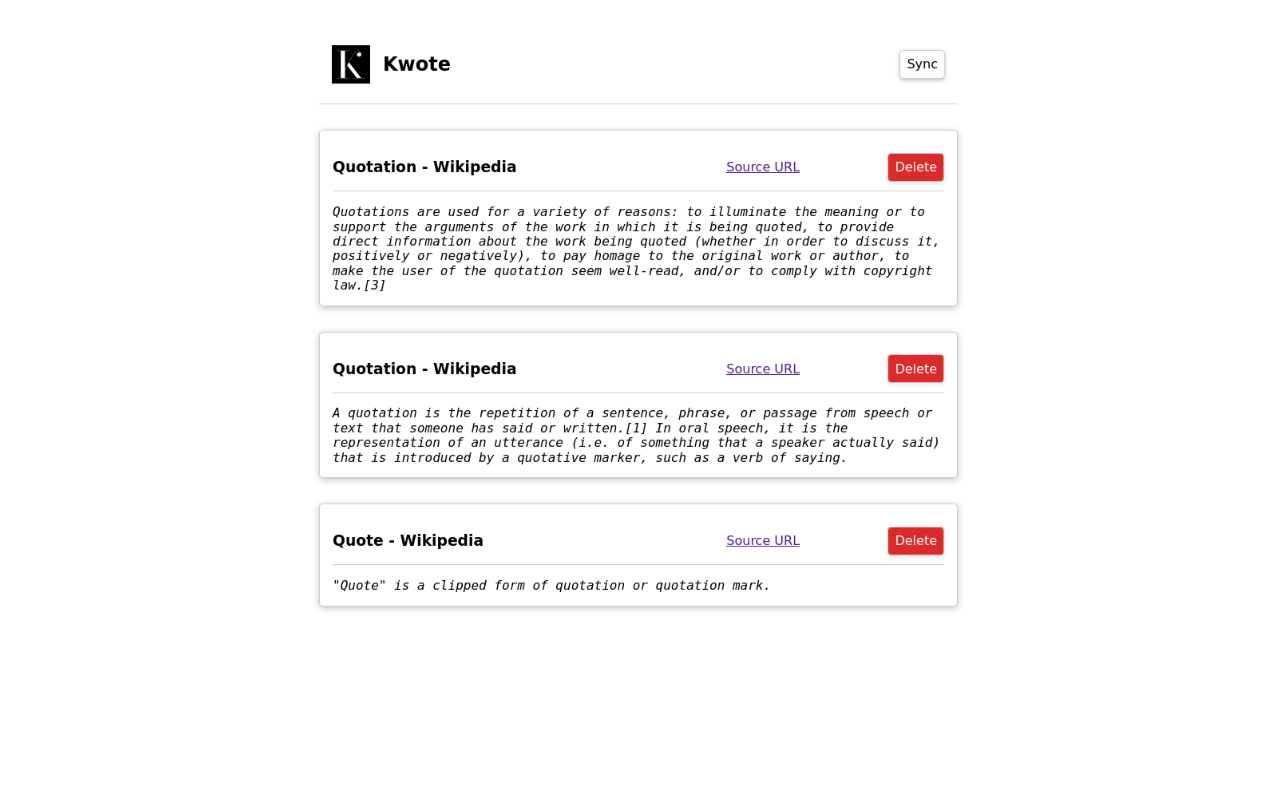 K Kwote Sync
Quotation - Wikipedia Source URL Delete
Quotations are used for a variety of reasons: to illuminate the meaning or to
support the arguments of the work in which it is being quoted, to provide
direct information about the work being quoted (whether in order to discuss it,
positively or negatively), to pay homage to the original work or author, to
make the user of the quotation seem well-read, and/or to comply with copyright
law.[3]
Quotation - Wikipedia Source URL Delete
A quotation is the repetition of a sentence, phrase, or passage from speech or
text that someone has said or written.[1] In oral speech, it is the
representation of an utterance (i.e. of something that a speaker actually said)
that is introduced by a quotative marker, such as a verb of saying.
Quote - Wikipedia Source URL Delete
"Quote" is a clipped form of quotation or quotation mark.